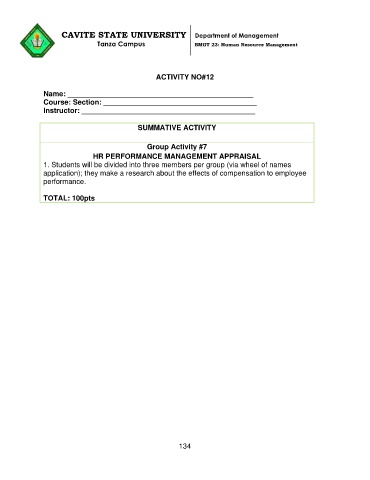 CAVITE STATE UNIVERSITY
Tanza Campus
Department of Management
BMGT 22: Human Resource Management
ACTIVITY NO#12
Name: ___________________________________________
Course: Section: ____________________________________
Instructor: _________________________________________
SUMMATIVE ACTIVITY
Group Activity #7
HR PERFORMANCE MANAGEMENT APPRAISAL
1. Students will be divided into three members per group (via wheel of names
application); they make a research about the effects of compensation to employee
performance.
TOTAL: 100pts
134